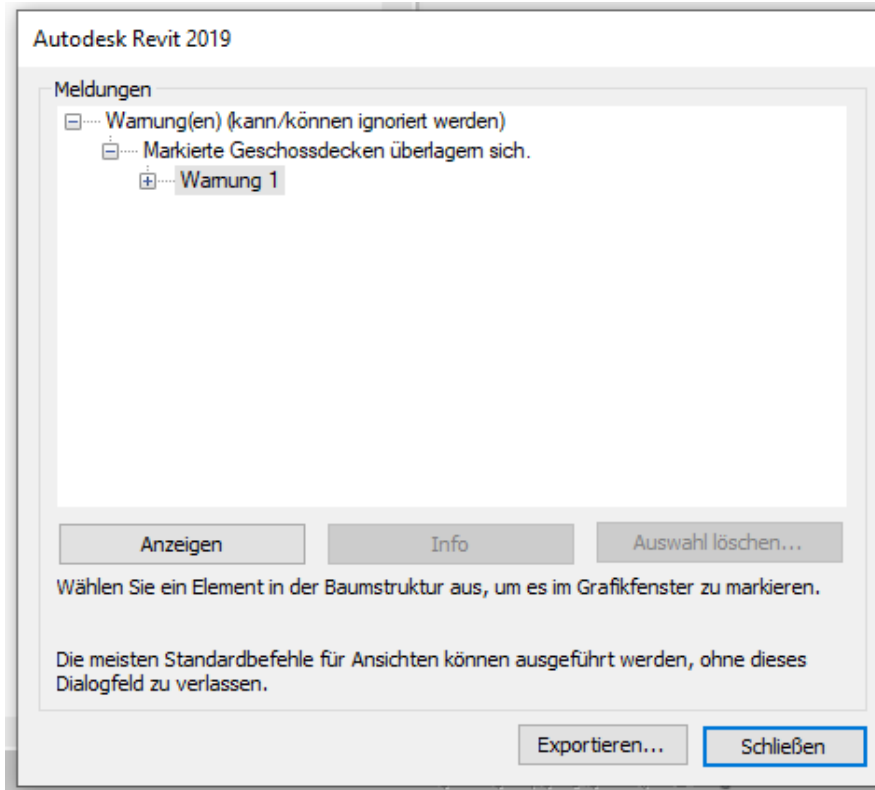 Autodesk Revit 2019
Meldungen
Warnung(en) (kann/können ignoriert werden)
Markierte Geschossdecken überlagern sich.
Warnung 1
Anzeigen
Info
Auswahl löschen...
Wählen Sie ein Element in der Baumstruktur aus, um es im Grafikfenster zu markieren.
Die meisten Standardbefehle für Ansichten können ausgeführt werden, ohne dieses
Dialogfeld zu verlassen.
Exportieren...
Schließen